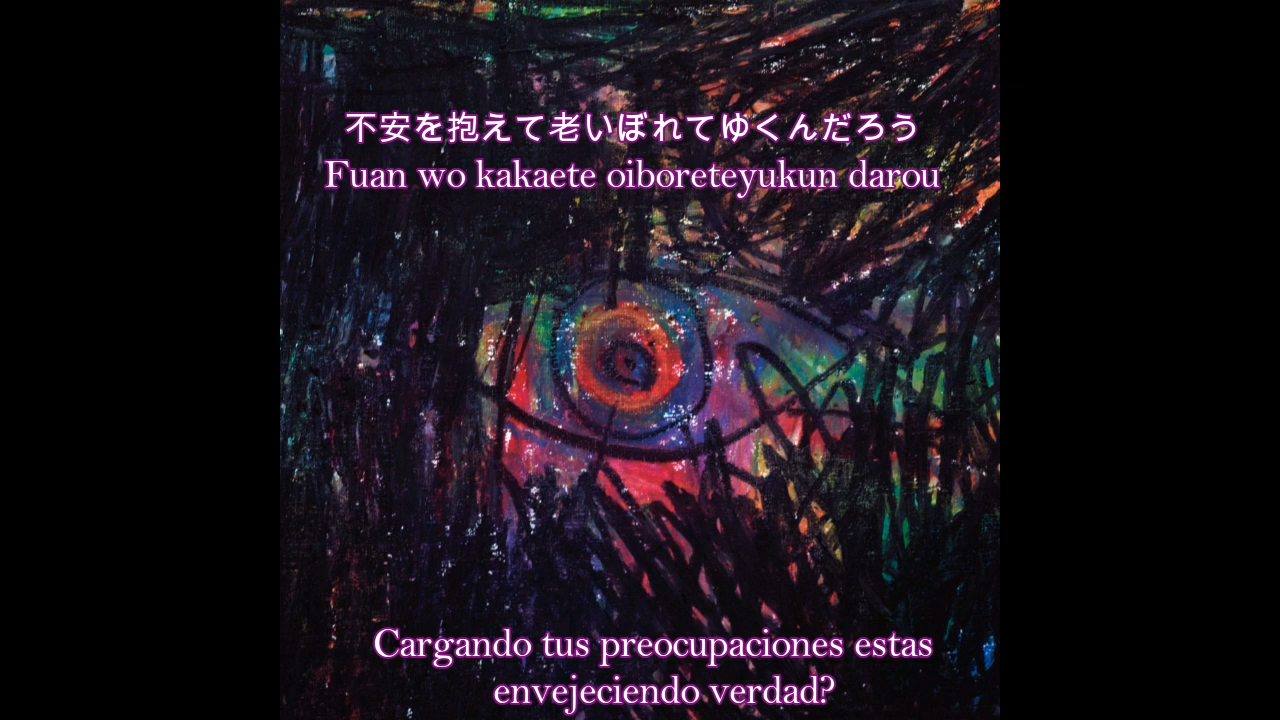 不安を抱えて老いぼれてゆくんだろう
Fuan wo kakaete oiboreteyukun darou
Cargando tus preocupaciones estas
envejeciendo verdad?